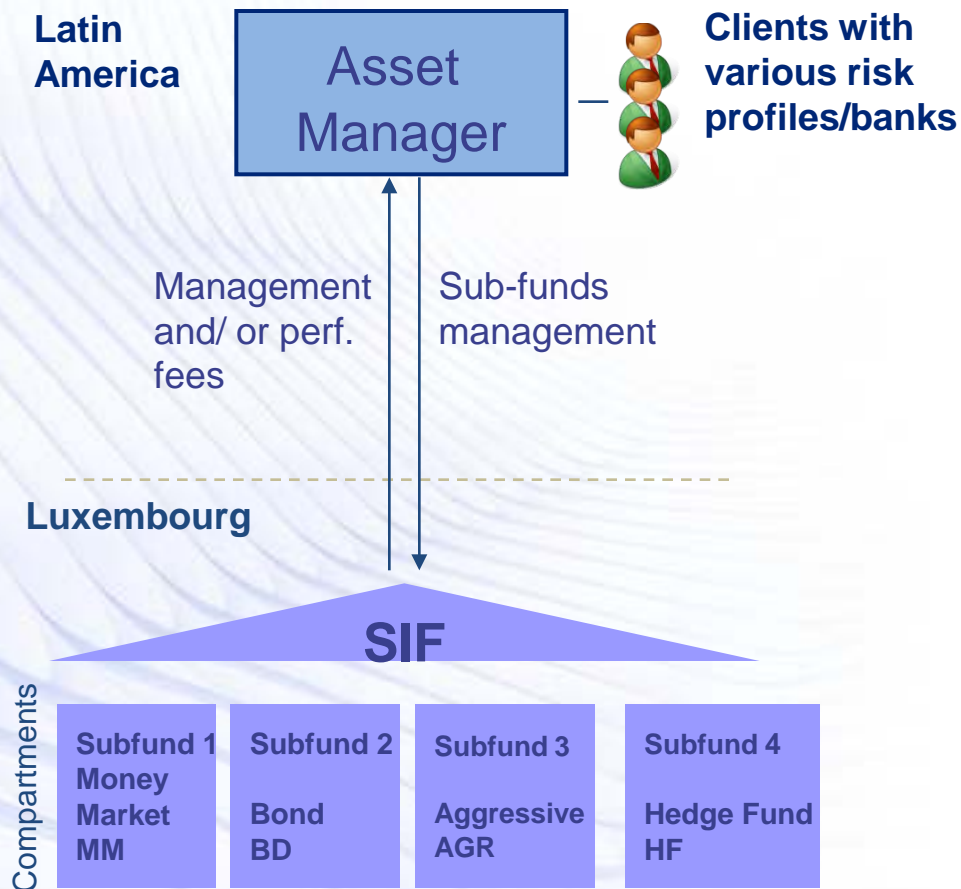 Latin
America
Asset
Manager
Clients with
various risk
profiles/banks
Management
and/ or perf.
fees
Sub-funds
management
Luxembourg
SIF
Compartments
Subfund 1
Money
Market
MM
Subfund 2
Bond
BD
Subfund 3
Aggressive
AGR
Subfund 4
Hedge Fund
HF